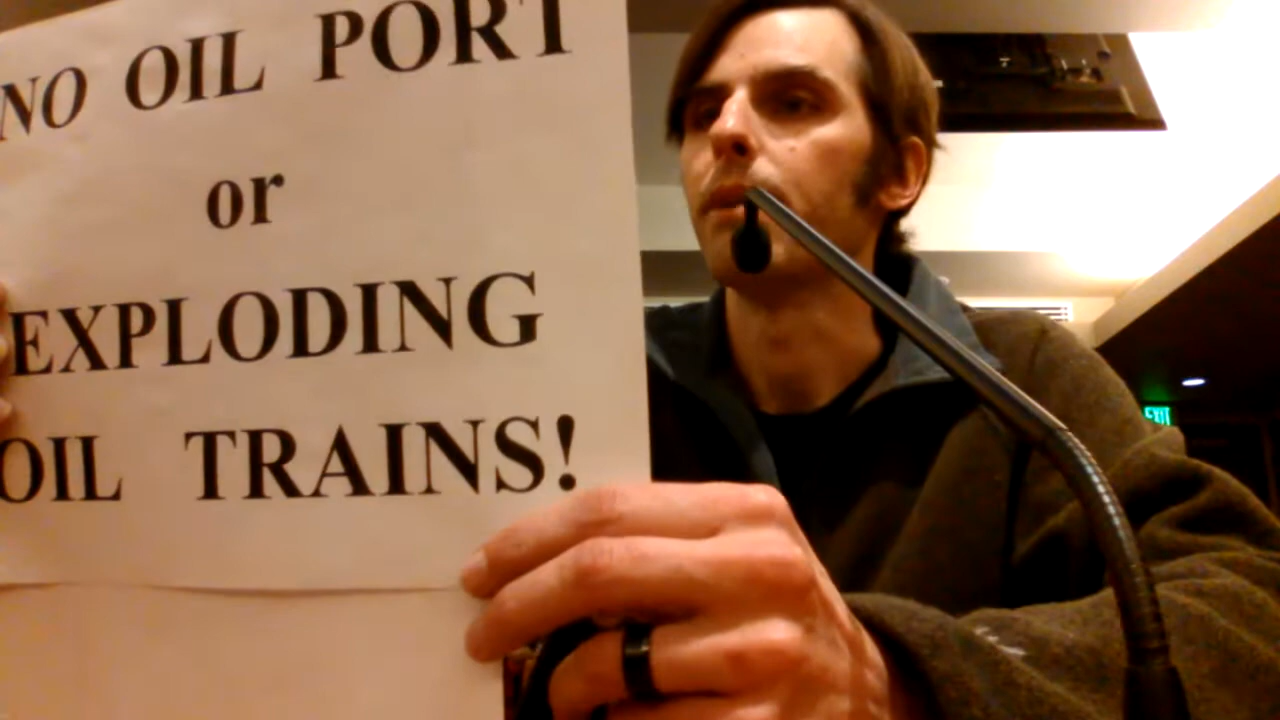 NO OIL PORT
or
EXPLODING
OIL TRAINS!
EXIT